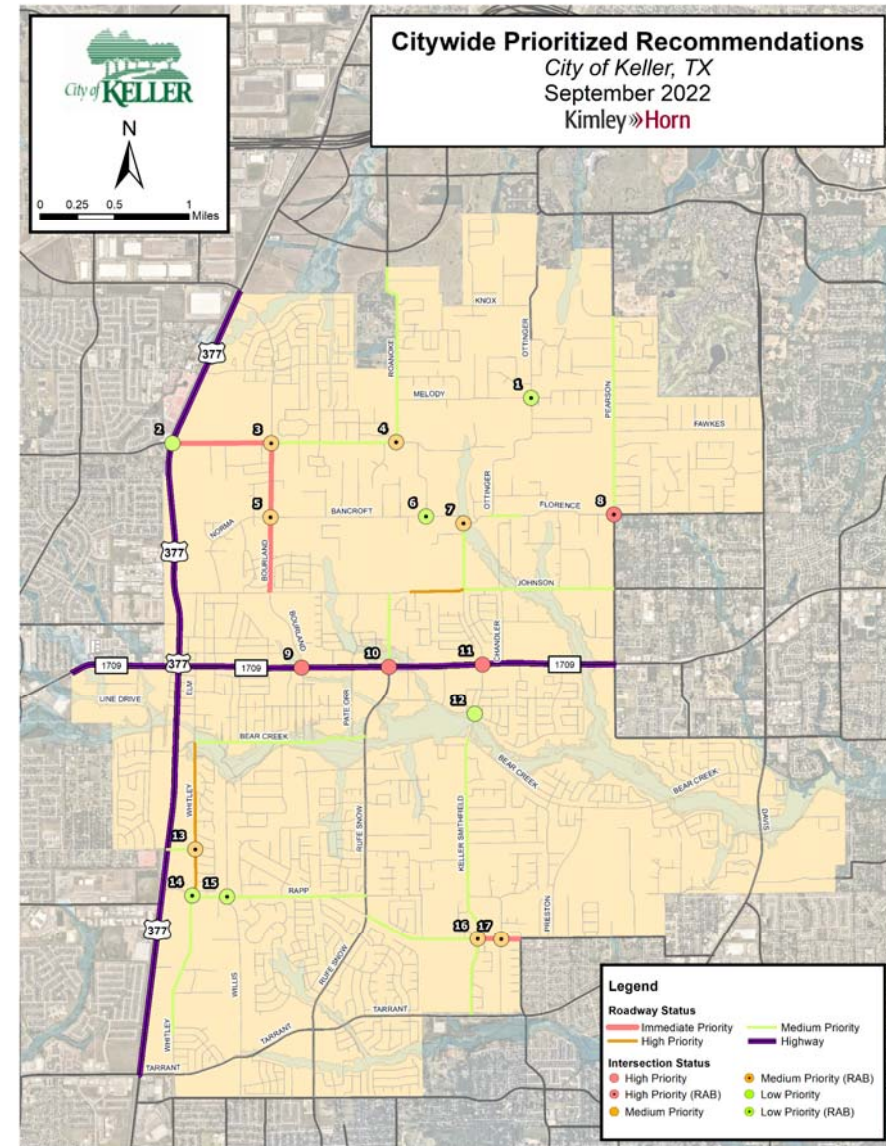 City of KELLER
N
0 0.25 0.5 1
Miles
Citywide Prioritized Recommendations
City of Keller, TX
September 2022
Kimley»Horn
377
KNOX
ROANOKE
OTTINGER
MELODY
1
PEARSON
FAWKES
2
3
4
377
NORMA
5
BOURLAND
BANCROFT
6
7
OTTINGER
FLORENCE
8
JOHNSON
BOURLAND
CHANDLER
1709
377
1709
9
10
11
1709
LINE DRIVE
ELM
PATE ORR
12
BEAR CREEK
BEAR CREEK
BEAR CREEK
WHITLEY
RUFE SNOW
KELLER SMITHFIELD
DAVIS
13
14
15
RAPP
377
WILLIS
RUFE SNOW
16
17
PRESTON
WHITLEY
TARRANT
TARRANT
TARRANT
Legend
Roadway Status
Immediate Priority
High Priority
Medium Priority
Highway
Intersection Status
High Priority
High Priority (RAB)
Medium Priority
Medium Priority (RAB)
Low Priority
Low Priority (RAB)